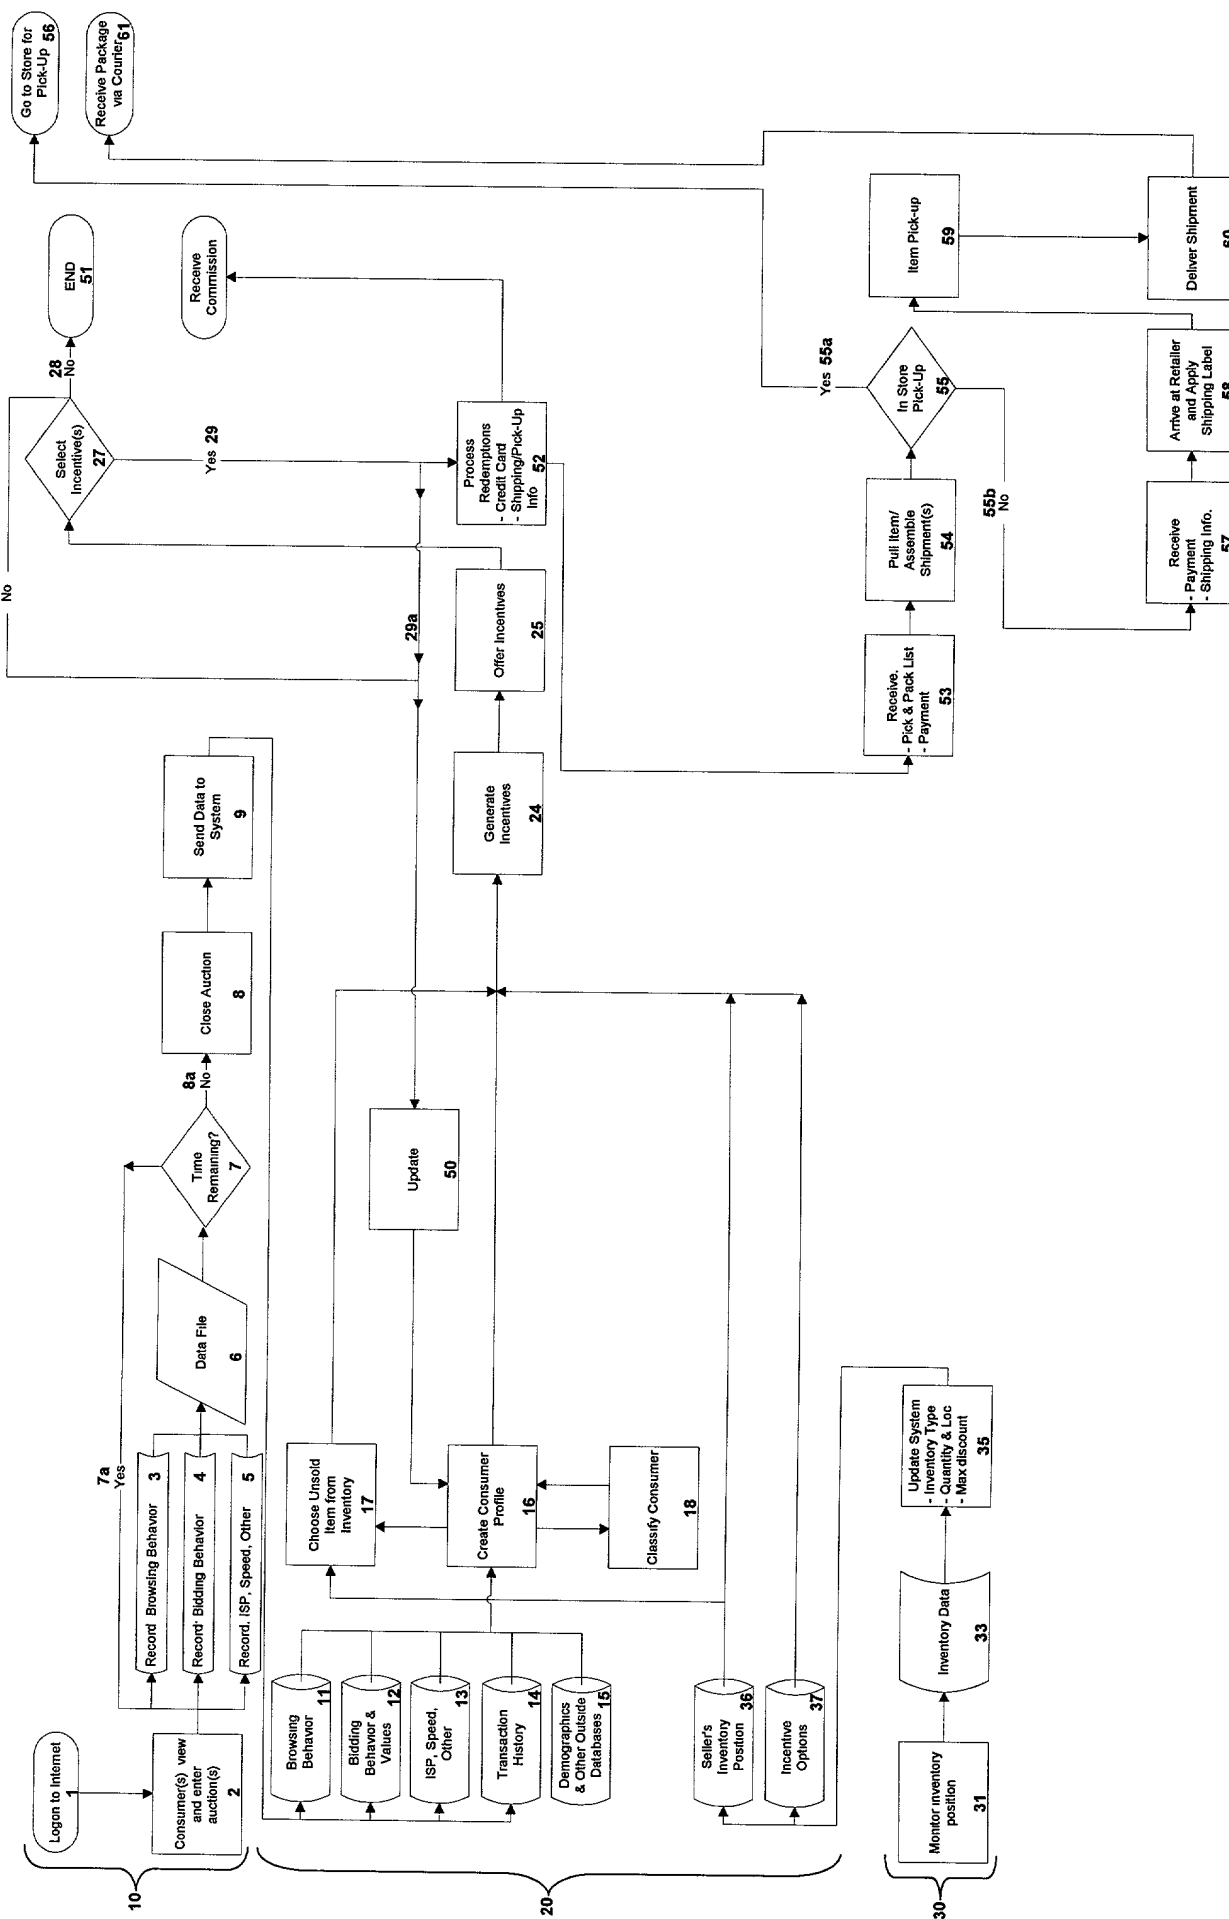 Logon to Internet
1
Consumer(s) view
and enter
auction(s)
2
7a
Yes
Record Browsing Behavior
3
Record Bidding Behavior
4
Record. ISP, Speed, Other
5
Data File
6
Time
Remaining?
7
8a
No
Close Auction
8
Send Data to
System
9
10
No
Select
Incentive(s)
27
28
No
END
51
Yes 29
Receive
Commission
Go to Store for
Pick-Up 56
Receive Package
via Courier 61
Browsing
Behavior
11
Bidding
Behavior &
Values
12
ISP, Speed,
Other
13
Transaction
History
14
Demographics
& Other Outside
Databases
15
Choose Unsold
Item from
Inventory
17
Create Consumer
Profile
16
Classify Consumer
18
Update
50
Generate
Incentives
24
Offer Incentives
25
29a
Process
Redemptions
- Credit Card
- Shipping/Pick-Up
Info
52
Seller's
Inventory
Position
36
Incentive
Options
37
20
Monitor inventory
position
31
Inventory Data
33
Update System
- Inventory Type
- Quantity & Loc
- Max discount
35
30
Receive.
- Pick & Pack List
- Payment
53
Pull Item/
Assemble
Shipment(s)
54
In Store
Pick-Up
55
Yes 55a
55b
No
Receive
- Payment
- Shipping Info.
57
Arrive at Retailer
and Apply
Shipping Label
58
Item Pick-up
59
Deliver Shipment
60